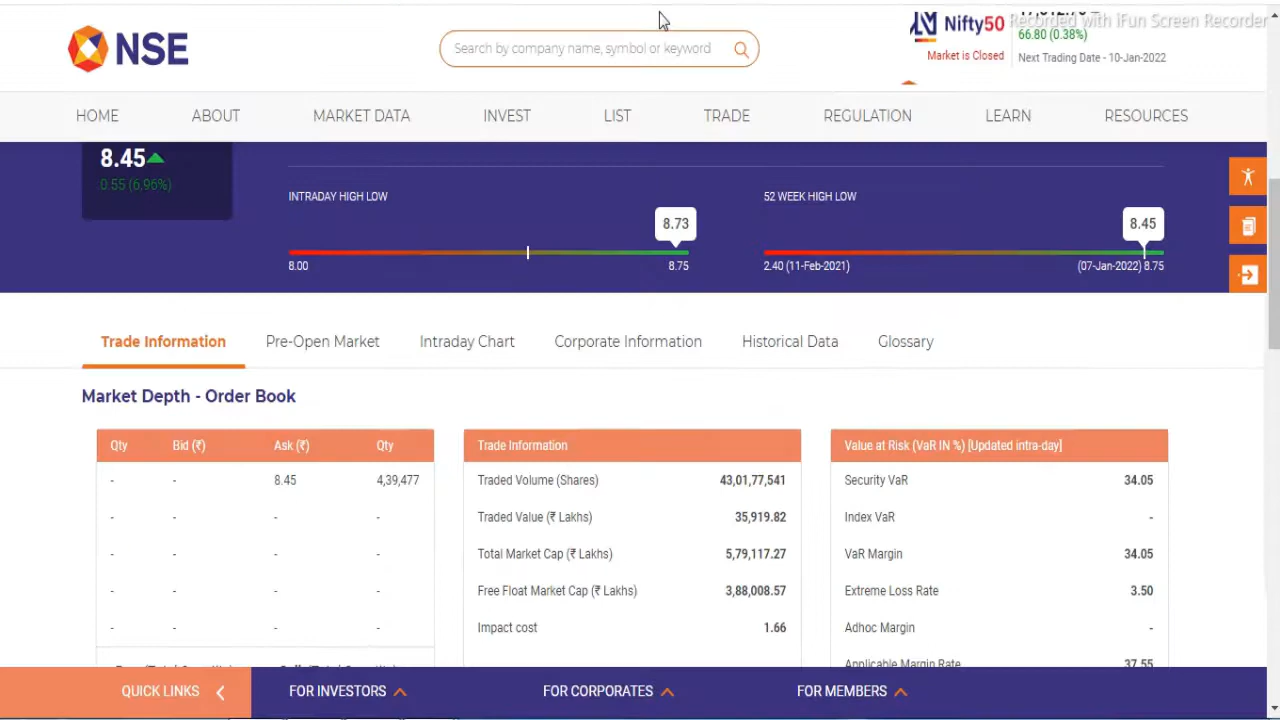 NSE
Search by company name, symbol or keyword
Nifty50
Recorded with iFun Screen Recorder
66.80 (0.38%)
Market is Closed
Next Trading Date - 10-Jan-2022
HOME ABOUT MARKET DATA INVEST LIST TRADE REGULATION LEARN RESOURCES
8.45
0.55 (6.96%)
INTRADAY HIGH LOW
52 WEEK HIGH LOW
8.73
8.45
8.00
8.75
2.40 (11-Feb-2021)
(07-Jan-2022) 8.75
Trade Information Pre-Open Market Intraday Chart Corporate Information Historical Data Glossary
Market Depth - Order Book
Qty Bid (₹) Ask (₹) Qty
- - 8.45 4,39,477
- - - -
- - - -
- - - -
- - - -
Trade Information
Traded Volume (Shares) 43,01,77,541
Traded Value (₹ Lakhs) 35,919.82
Total Market Cap (₹ Lakhs) 5,79,117.27
Free Float Market Cap (₹ Lakhs) 3,88,008.57
Impact cost 1.66
Value at Risk (VaR IN %) [Updated intra-day]
Security VaR 34.05
Index VaR -
VaR Margin 34.05
Extreme Loss Rate 3.50
Adhoc Margin -
Applicable Margin Rate 37.55
QUICK LINKS FOR INVESTORS FOR CORPORATES FOR MEMBERS